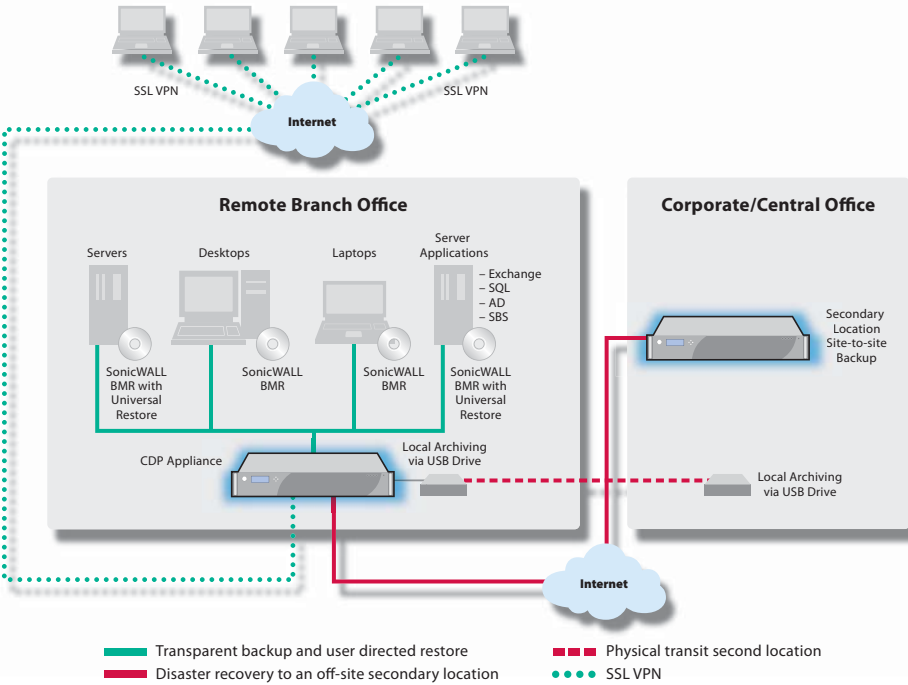 SSL VPN
SSL VPN
Internet
Remote Branch Office
Corporate/Central Office
Servers
Desktops
Laptops
Server
Applications
– Exchange
– SQL
– AD
– SBS
SonicWALL
BMR with
Universal
Restore
SonicWALL
BMR
SonicWALL
BMR
SonicWALL
BMR with
Universal
Restore
Secondary
Location
Site-to-site
Backup
CDP Appliance
Local Archiving
via USB Drive
Local Archiving
via USB Drive
Internet
Transparent backup and user directed restore
Disaster recovery to an off-site secondary location
Physical transit second location
SSL VPN